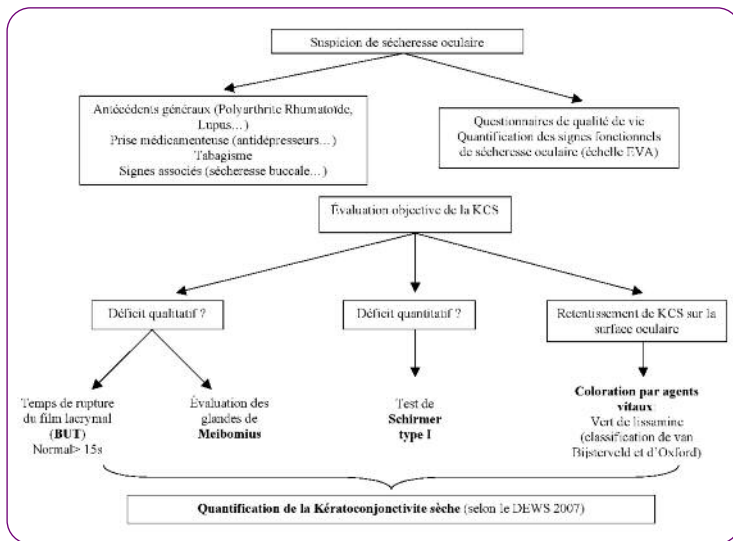 Suspicion de sécheresse oculaire
Antécédents généraux (Polyarthrite Rhumatoïde,
Lupus…)
Prise médicamenteuse (antidépresseurs…)
Tabagisme
Signes associés (sécheresse buccale…)
Questionnaires de qualité de vie
Quantification des signes fonctionnels
de sécheresse oculaire (échelle EVA)
Évaluation objective de la KCS
Déficit qualitatif ?
Déficit quantitatif ?
Retentissement de KCS sur la
surface oculaire
Temps de rupture
du film lacrymal
(BUT)
Normal> 15s
Évaluation des
glandes de
Meibomius
Test de
Schirmer
type I
Coloration par agents
vitaux
Vert de lissamine
(classification de van
Bijsterveld et d'Oxford)
Quantification de la Kératoconjonctivite sèche (selon le DEWS 2007)